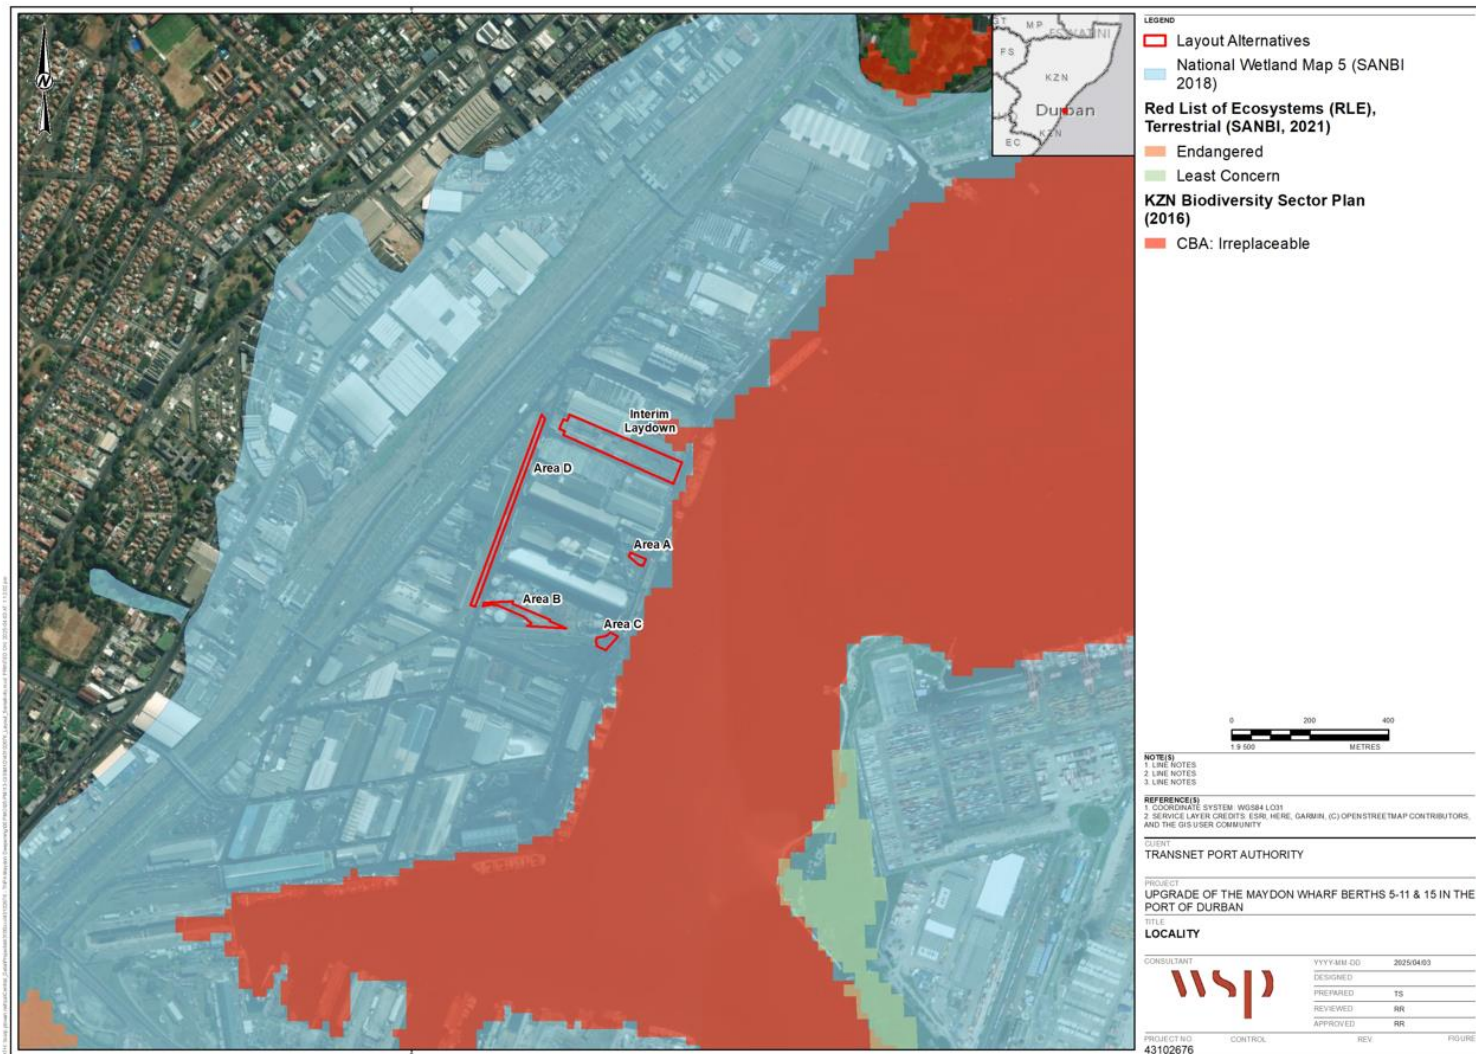 N
GT
MP
ESWATINI
FS
KZN
Durban
KZN
EC
Interim
Laydown
Area D
Area A
Area B
Area C
LEGEND
Layout Alternatives
National Wetland Map 5 (SANBI
2018)
Red List of Ecosystems (RLE),
Terrestrial (SANBI, 2021)
Endangered
Least Concern
KZN Biodiversity Sector Plan
(2016)
CBA: Irreplaceable
0 200 400
1:9 500 METRES
NOTE(S)
1. LINE NOTES
2. LINE NOTES
3. LINE NOTES
REFERENCE(S)
1. COORDINATE SYSTEM: WGS84 LO31
2. SERVICE LAYER CREDITS: ESRI, HERE, GARMIN, (C) OPENSTREETMAP CONTRIBUTORS,
AND THE GIS USER COMMUNITY
CLIENT
TRANSNET PORT AUTHORITY
PROJECT
UPGRADE OF THE MAYDON WHARF BERTHS 5-11 & 15 IN THE
PORT OF DURBAN
TITLE
LOCALITY
CONSULTANT
wsp
YYYY-MM-DD 2025/04/03
DESIGNED
PREPARED TS
REVIEWED RR
APPROVED RR
PROJECT NO. CONTROL REV. FIGURE
43102676